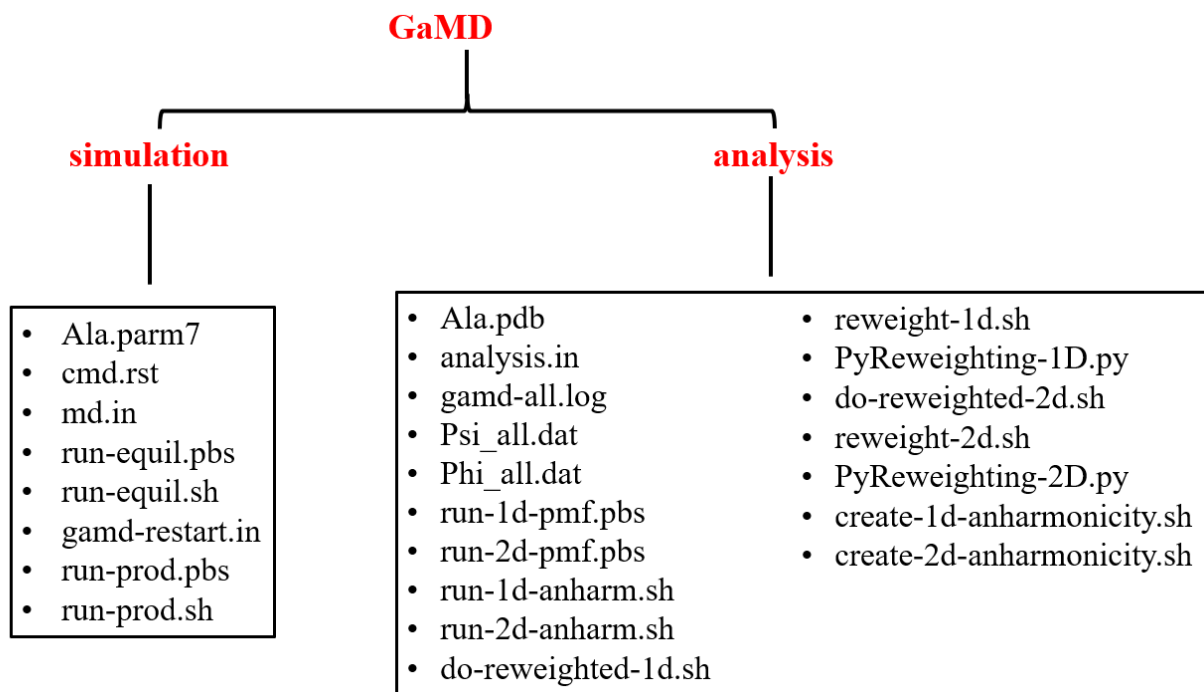 GaMD
simulation
analysis
• Ala.parm7
• cmd.rst
• md.in
• run-equil.pbs
• run-equil.sh
• gamd-restart.in
• run-prod.pbs
• run-prod.sh
• Ala.pdb
• analysis.in
• gamd-all.log
• Psi_all.dat
• Phi_all.dat
• run-1d-pmf.pbs
• run-2d-pmf.pbs
• run-1d-anharm.sh
• run-2d-anharm.sh
• do-reweighted-1d.sh
• reweight-1d.sh
• PyReweighting-1D.py
• do-reweighted-2d.sh
• reweight-2d.sh
• PyReweighting-2D.py
• create-1d-anharmonicity.sh
• create-2d-anharmonicity.sh